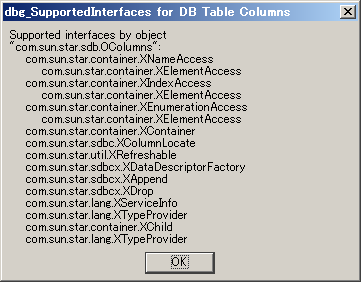 dbg_SupportedInterfaces for DB Table Columns
Supported interfaces by object
"com.sun.star.sdb.OColumns":
com.sun.star.container.XNameAccess
com.sun.star.container.XElementAccess
com.sun.star.container.XIndexAccess
com.sun.star.container.XElementAccess
com.sun.star.container.XEnumerationAccess
com.sun.star.container.XElementAccess
com.sun.star.container.XContainer
com.sun.star.sdbc.XColumnLocate
com.sun.star.util.XRefreshable
com.sun.star.sdbcx.XDataDescriptorFactory
com.sun.star.sdbcx.XAppend
com.sun.star.sdbcx.XDrop
com.sun.star.lang.XServiceInfo
com.sun.star.lang.XTypeProvider
com.sun.star.container.XChild
com.sun.star.lang.XTypeProvider
OK